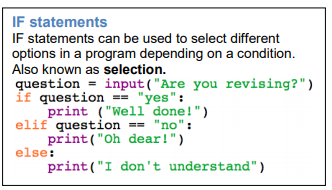 IF statements
IF statements can be used to select different
options in a program depending on a condition.
Also known as selection.
question = input("Are you revising?")
if question == "yes":
    print ("Well done!")
elif question == "no":
    print("Oh dear!")
else:
    print("I don't understand")